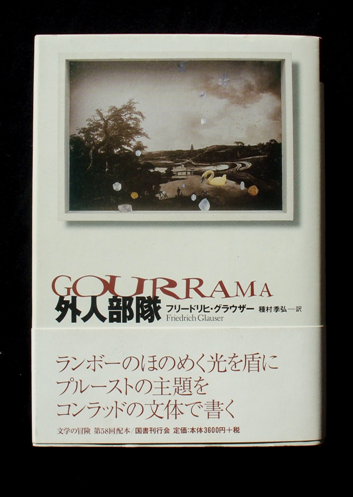 GOURRAMA
外人部隊
フリードリヒ・グラウザー 種村季弘―訳
Friedrich Glauser
ランボーのほのめく光を盾に
プルーストの主題を
コンラッドの文体で書く
文学の冒険 第58回配本/国書刊行会 定価:本体3600円+税